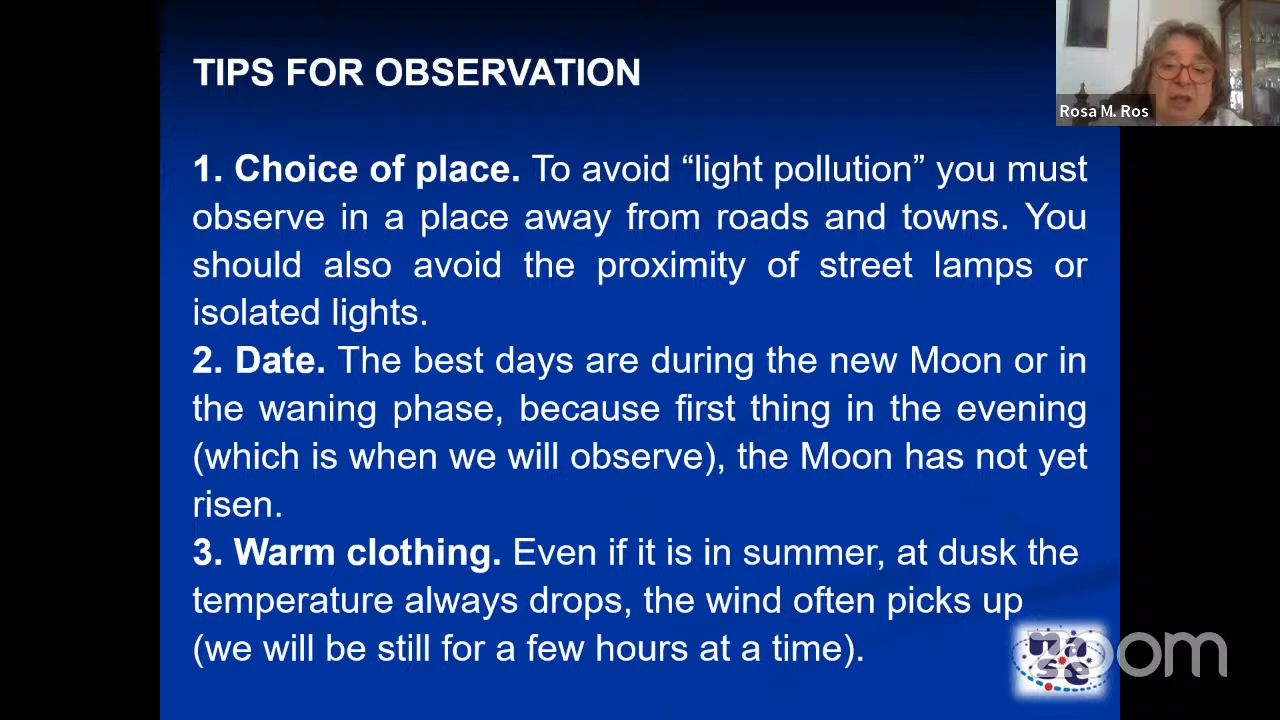 TIPS FOR OBSERVATION
Rosa M. Ros
1. Choice of place. To avoid “light pollution” you must
observe in a place away from roads and towns. You
should also avoid the proximity of street lamps or
isolated lights.
2. Date. The best days are during the new Moon or in
the waning phase, because first thing in the evening
(which is when we will observe), the Moon has not yet
risen.
3. Warm clothing. Even if it is in summer, at dusk the
temperature always drops, the wind often picks up
(we will be still for a few hours at a time).
zoom